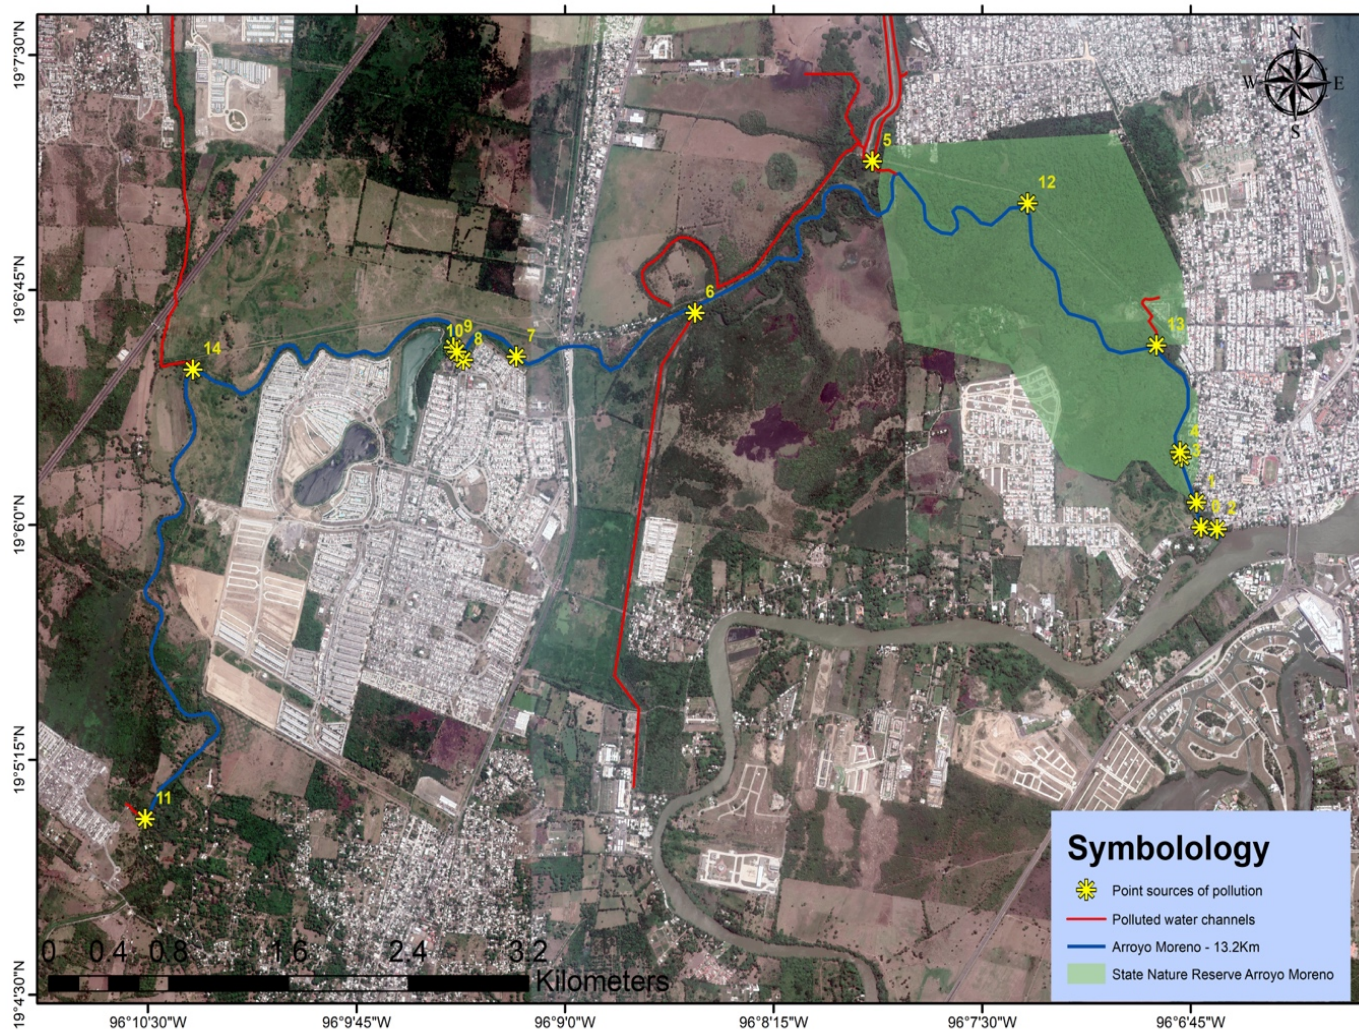 19°7'30"N
19°6'45"N
19°6'0"N
19°5'15"N
19°4'30"N
N
W E
S
5
12
6
13
14
10 9
8
7
4
3
1
0 2
11
Symbolology
Point sources of pollution
Polluted water channels
Arroyo Moreno - 13.2Km
State Nature Reserve Arroyo Moreno
0 0.4 0.8 1.6 2.4 3.2
Kilometers
96°10'30"W 96°9'45"W 96°9'0"W 96°8'15"W 96°7'30"W 96°6'45"W